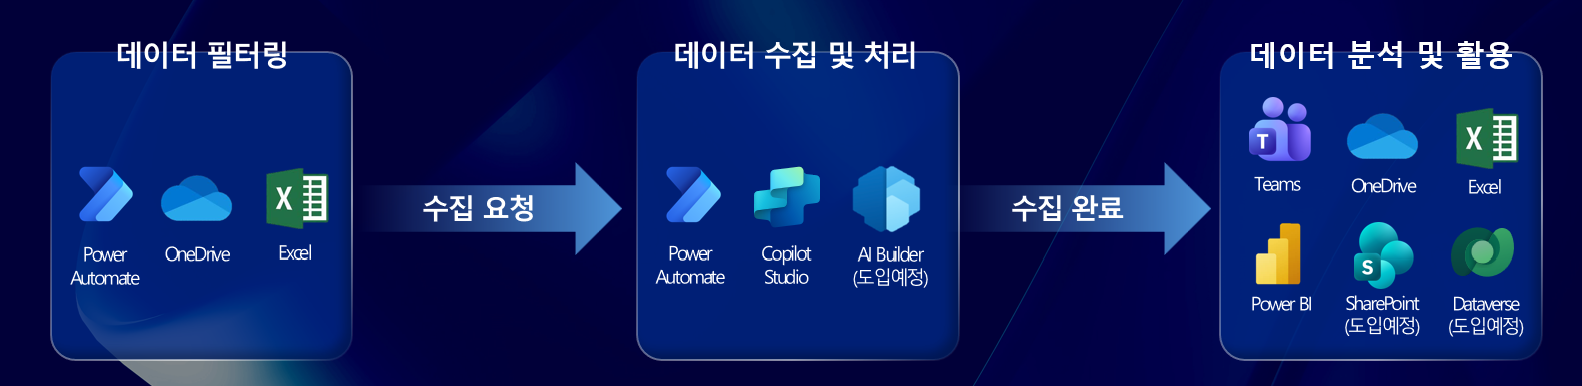 데이터 필터링
Power
Automate
OneDrive
Excel
수집 요청
데이터 수집 및 처리
Power
Automate
Copilot
Studio
AI Builder
(도입예정)
수집 완료
데이터 분석 및 활용
Teams
OneDrive
Excel
Power BI
SharePoint
(도입예정)
Dataverse
(도입예정)